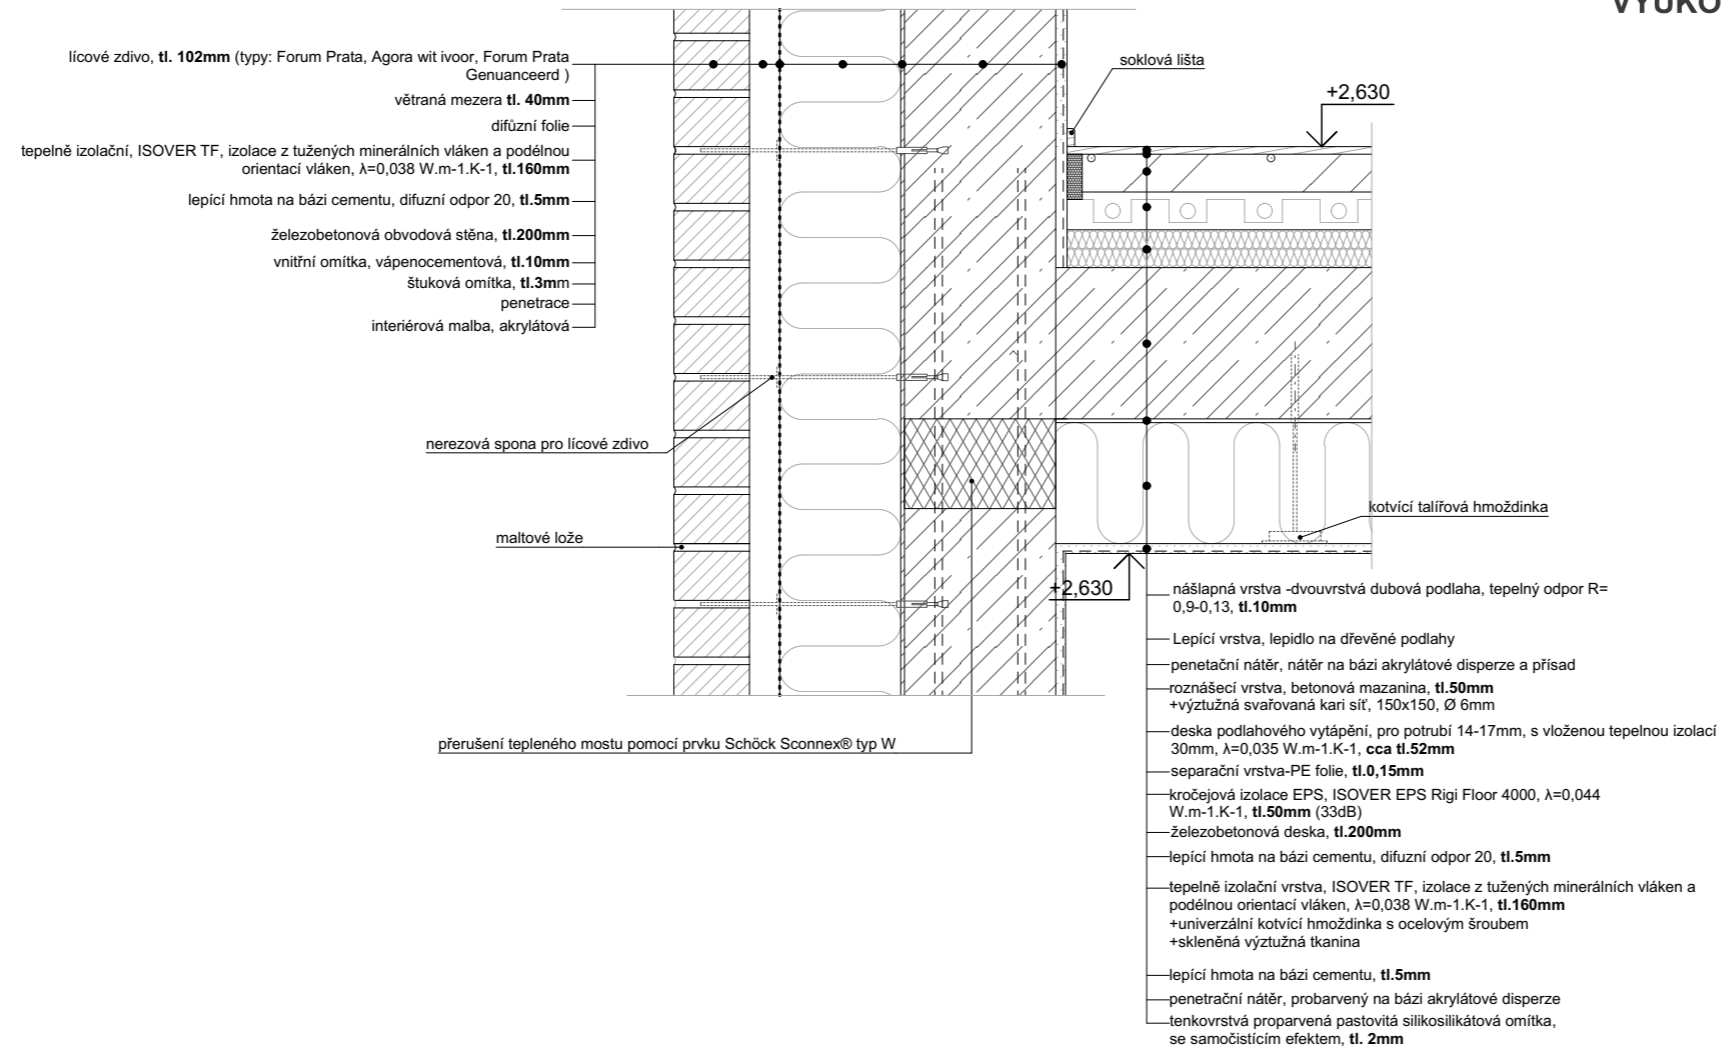 VÝUKO
lícové zdivo, tl. 102mm (typy: Forum Prata, Agora wit ivoor, Forum Prata
Genuanceerd )
větraná mezera tl. 40mm
difůzní folie
tepelně izolační, ISOVER TF, izolace z tužených minerálních vláken a podélnou
orientací vláken, λ=0,038 W.m-1.K-1, tl.160mm
lepící hmota na bázi cementu, difuzní odpor 20, tl.5mm
železobetonová obvodová stěna, tl.200mm
vnitřní omítka, vápenocementová, tl.10mm
štuková omítka, tl.3mm
penetrace
interiérová malba, akrylátová
soklová lišta
+2,630
nerezová spona pro lícové zdivo
maltové lože
kotvící talířová hmoždinka
+2,630
přerušení tepleného mostu pomocí prvku Schöck Sconnex® typ W
nášlapná vrstva -dvouvrstvá dubová podlaha, tepelný odpor R=
0,9-0,13, tl.10mm
Lepící vrstva, lepidlo na dřevěné podlahy
penetační nátěr, nátěr na bázi akrylátové disperze a přísad
roznášecí vrstva, betonová mazanina, tl.50mm
+výztužná svařovaná kari síť, 150x150, Ø 6mm
deska podlahového vytápění, pro potrubí 14-17mm, s vloženou tepelnou izolací
30mm, λ=0,035 W.m-1.K-1, cca tl.52mm
separační vrstva-PE folie, tl.0,15mm
kročejová izolace EPS, ISOVER EPS Rigi Floor 4000, λ=0,044
W.m-1.K-1, tl.50mm (33dB)
železobetonová deska, tl.200mm
lepící hmota na bázi cementu, difuzní odpor 20, tl.5mm
tepelně izolační vrstva, ISOVER TF, izolace z tužených minerálních vláken a
podélnou orientací vláken, λ=0,038 W.m-1.K-1, tl.160mm
+univerzální kotvící hmoždinka s ocelovým šroubem
+skleněná výztužná tkanina
lepící hmota na bázi cementu, tl.5mm
penetrační nátěr, probarvený na bázi akrylátové disperze
tenkovrstvá proparvená pastovitá silikosilikátová omítka,
se samočistícím efektem, tl. 2mm